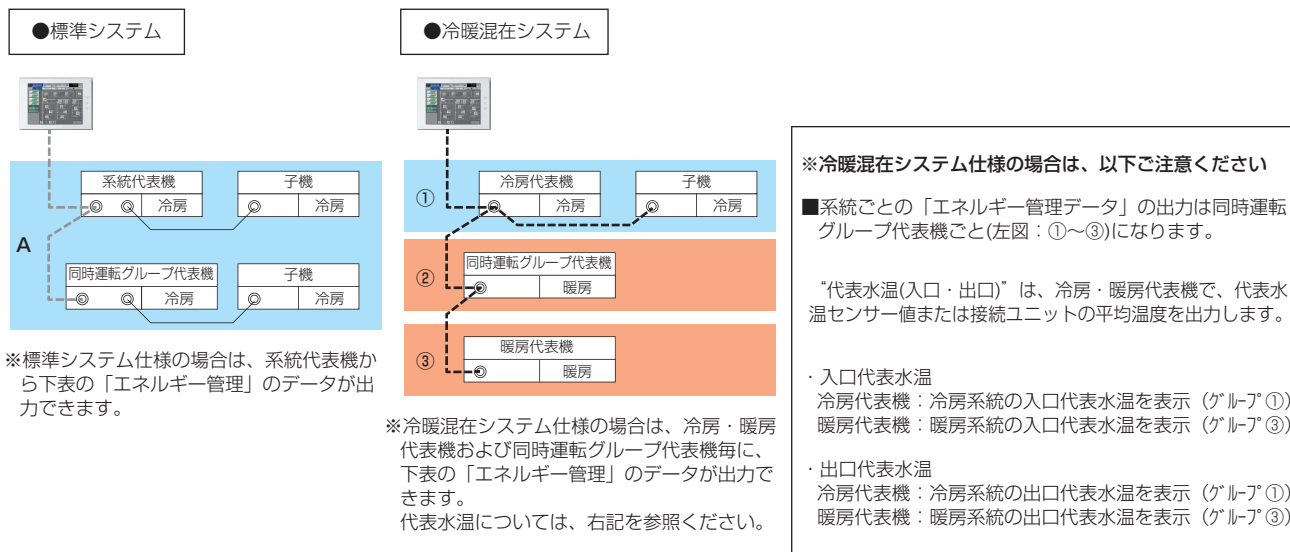 ●標準システム
A
系統代表機
冷房
子機
冷房
同時運転グループ代表機
冷房
子機
冷房
※標準システム仕様の場合は、系統代表機か
ら下表の「エネルギー管理」のデータが出
力できます。
●冷暖混在システム
①
冷房代表機
冷房
子機
冷房
②
同時運転グループ代表機
暖房
③
暖房代表機
暖房
※冷暖混在システム仕様の場合は、冷房・暖房
代表機および同時運転グループ代表機毎に、
下表の「エネルギー管理」のデータが出力で
きます。
代表水温については、右記を参照ください。
※冷暖混在システム仕様の場合は、以下ご注意ください
■系統ごとの「エネルギー管理データ」の出力は同時運転
グループ代表機ごと(左図：①～③)になります。
“代表水温(入口・出口)”は、冷房・暖房代表機で、代表水
温センサー値または接続ユニットの平均温度を出力します。
・入口代表水温
冷房代表機：冷房系統の入口代表水温を表示（ｸﾞﾙｰﾌﾟ①）
暖房代表機：暖房系統の入口代表水温を表示（ｸﾞﾙｰﾌﾟ③）
・出口代表水温
冷房代表機：冷房系統の出口代表水温を表示（ｸﾞﾙｰﾌﾟ①）
暖房代表機：暖房系統の出口代表水温を表示（ｸﾞﾙｰﾌﾟ③）